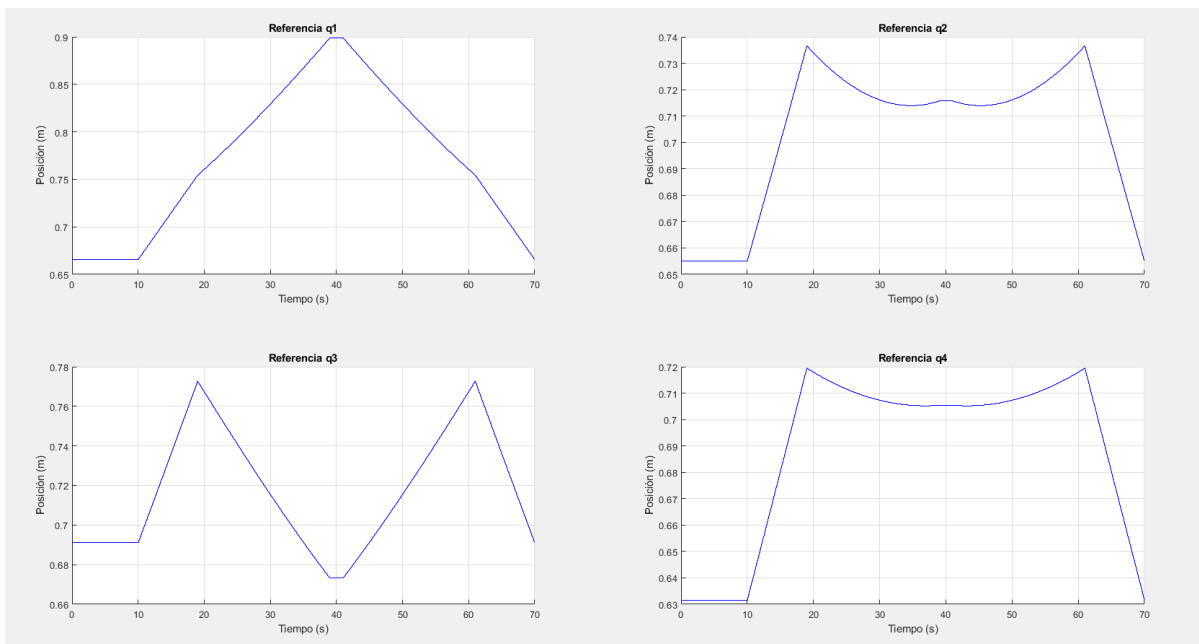 Referencia q1
0.9
0.85
0.8
0.75
0.7
0.65
Posición (m)
0 10 20 30 40 50 60 70
Tiempo (s)
Referencia q2
0.74
0.73
0.72
0.71
0.7
0.69
0.68
0.67
0.66
0.65
Posición (m)
0 10 20 30 40 50 60 70
Tiempo (s)
Referencia q3
0.78
0.76
0.74
0.72
0.7
0.68
0.66
Posición (m)
0 10 20 30 40 50 60 70
Tiempo (s)
Referencia q4
0.72
0.71
0.7
0.69
0.68
0.67
0.66
0.65
0.64
0.63
Posición (m)
0 10 20 30 40 50 60 70
Tiempo (s)